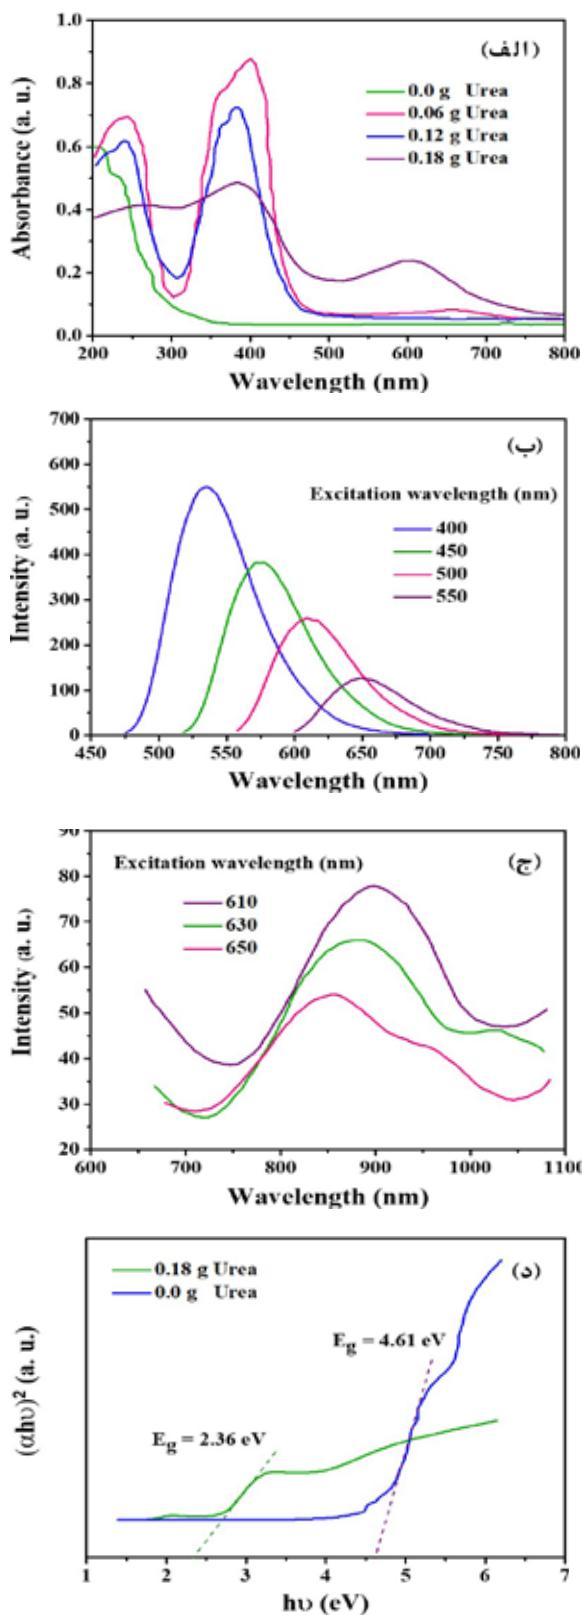 (الف)
1.0
0.8
0.6
0.4
0.2
0.0
Absorbance (a. u.)
0.0 g Urea
0.06 g Urea
0.12 g Urea
0.18 g Urea
200 300 400 500 600 700 800
Wavelength (nm)
(ب)
700
600
500
400
300
200
100
0
Intensity (a. u.)
Excitation wavelength (nm)
400
450
500
550
450 500 550 600 650 700 750 800
Wavelength (nm)
(ج)
90
80
70
60
50
40
30
20
Intensity (a. u.)
Excitation wavelength (nm)
610
630
650
600 700 800 900 1000 1100
Wavelength (nm)
(د)
(αhυ)² (a. u.)
0.18 g Urea
0.0 g Urea
E_g = 4.61 eV
E_g = 2.36 eV
1 2 3 4 5 6 7
hυ (eV)